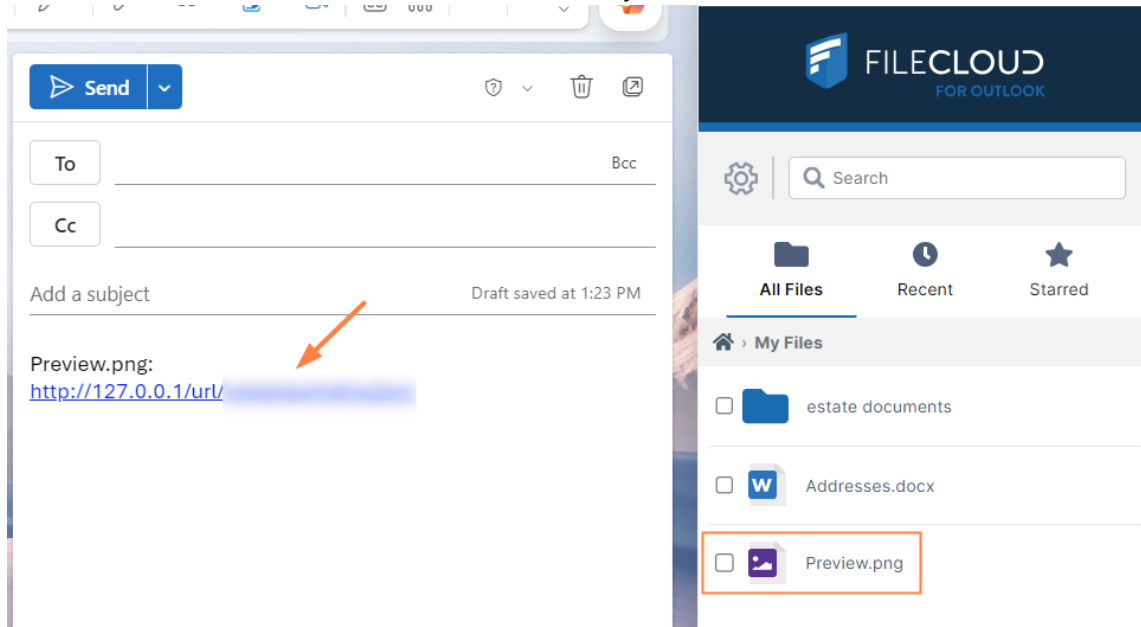 Send
To
Bcc
Cc
Add a subject
Draft saved at 1:23 PM
Preview.png:
http://127.0.0.1/url/
FILECLOUD
FOR OUTLOOK
Search
All Files
Recent
Starred
My Files
estate documents
W
Addresses.docx
Preview.png